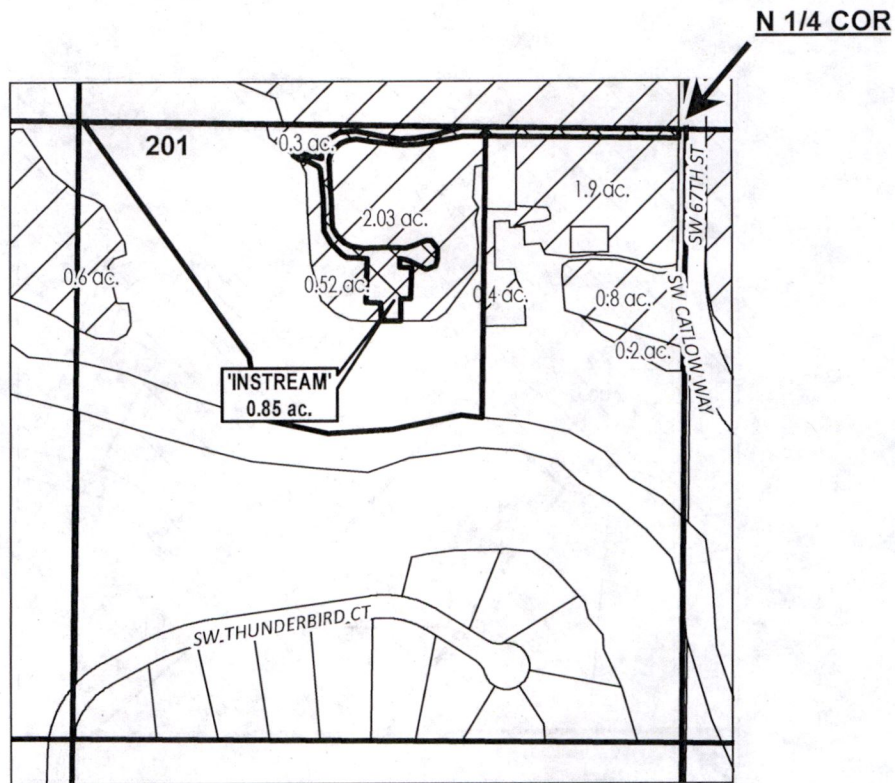 N 1/4 COR
201
0.3 ac.
1.9 ac.
SW 67TH ST
2.03 ac.
0.6 ac.
0.52 ac.
0.4 ac.
0.8 ac.
SW CATLOW WAY
0.2 ac.
'INSTREAM'
0.85 ac.
SW THUNDERBIRD CT